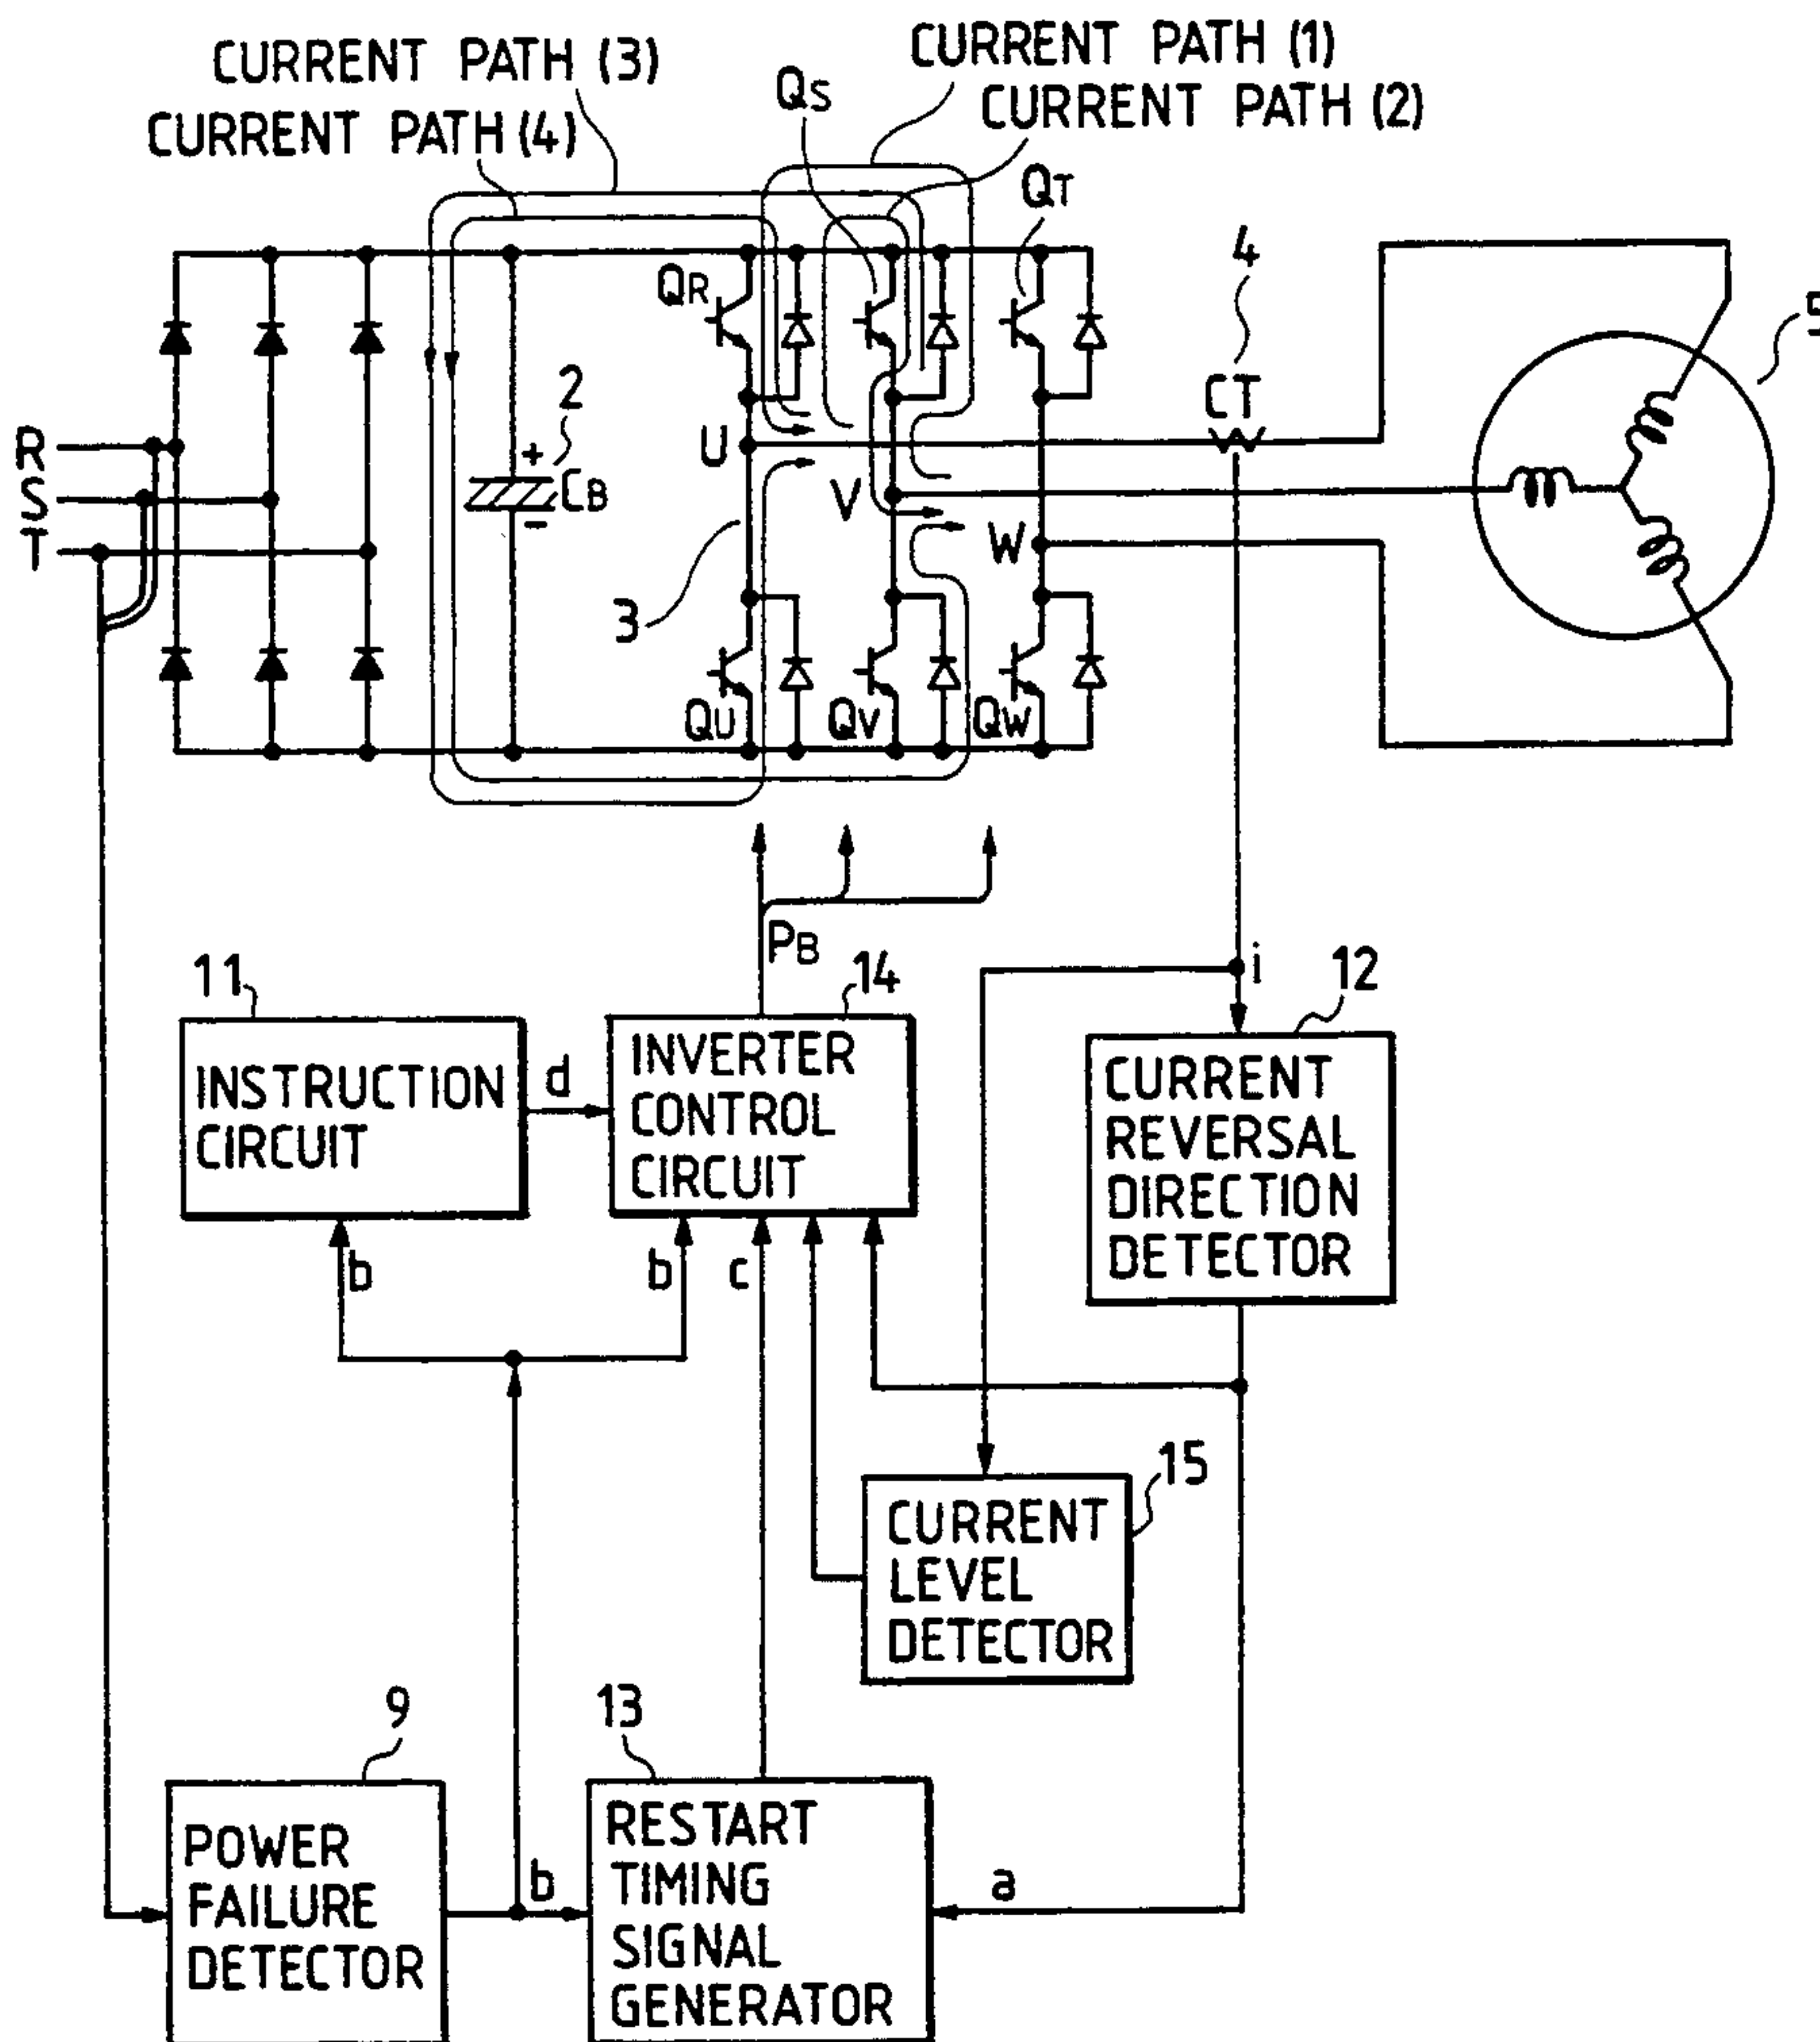 CURRENT PATH (3)
CURRENT PATH (4)
QS
CURRENT PATH (1)
CURRENT PATH (2)
QT
QR
4
5
2
CT
R
S
T
+
CB
-
U
V
W
3
QU
QV
QW
PB
i
11
14
12
INSTRUCTION
CIRCUIT
d
INVERTER
CONTROL
CIRCUIT
CURRENT
REVERSAL
DIRECTION
DETECTOR
b
b
c
15
CURRENT
LEVEL
DETECTOR
9
13
POWER
FAILURE
DETECTOR
b
RESTART
TIMING
SIGNAL
GENERATOR
a